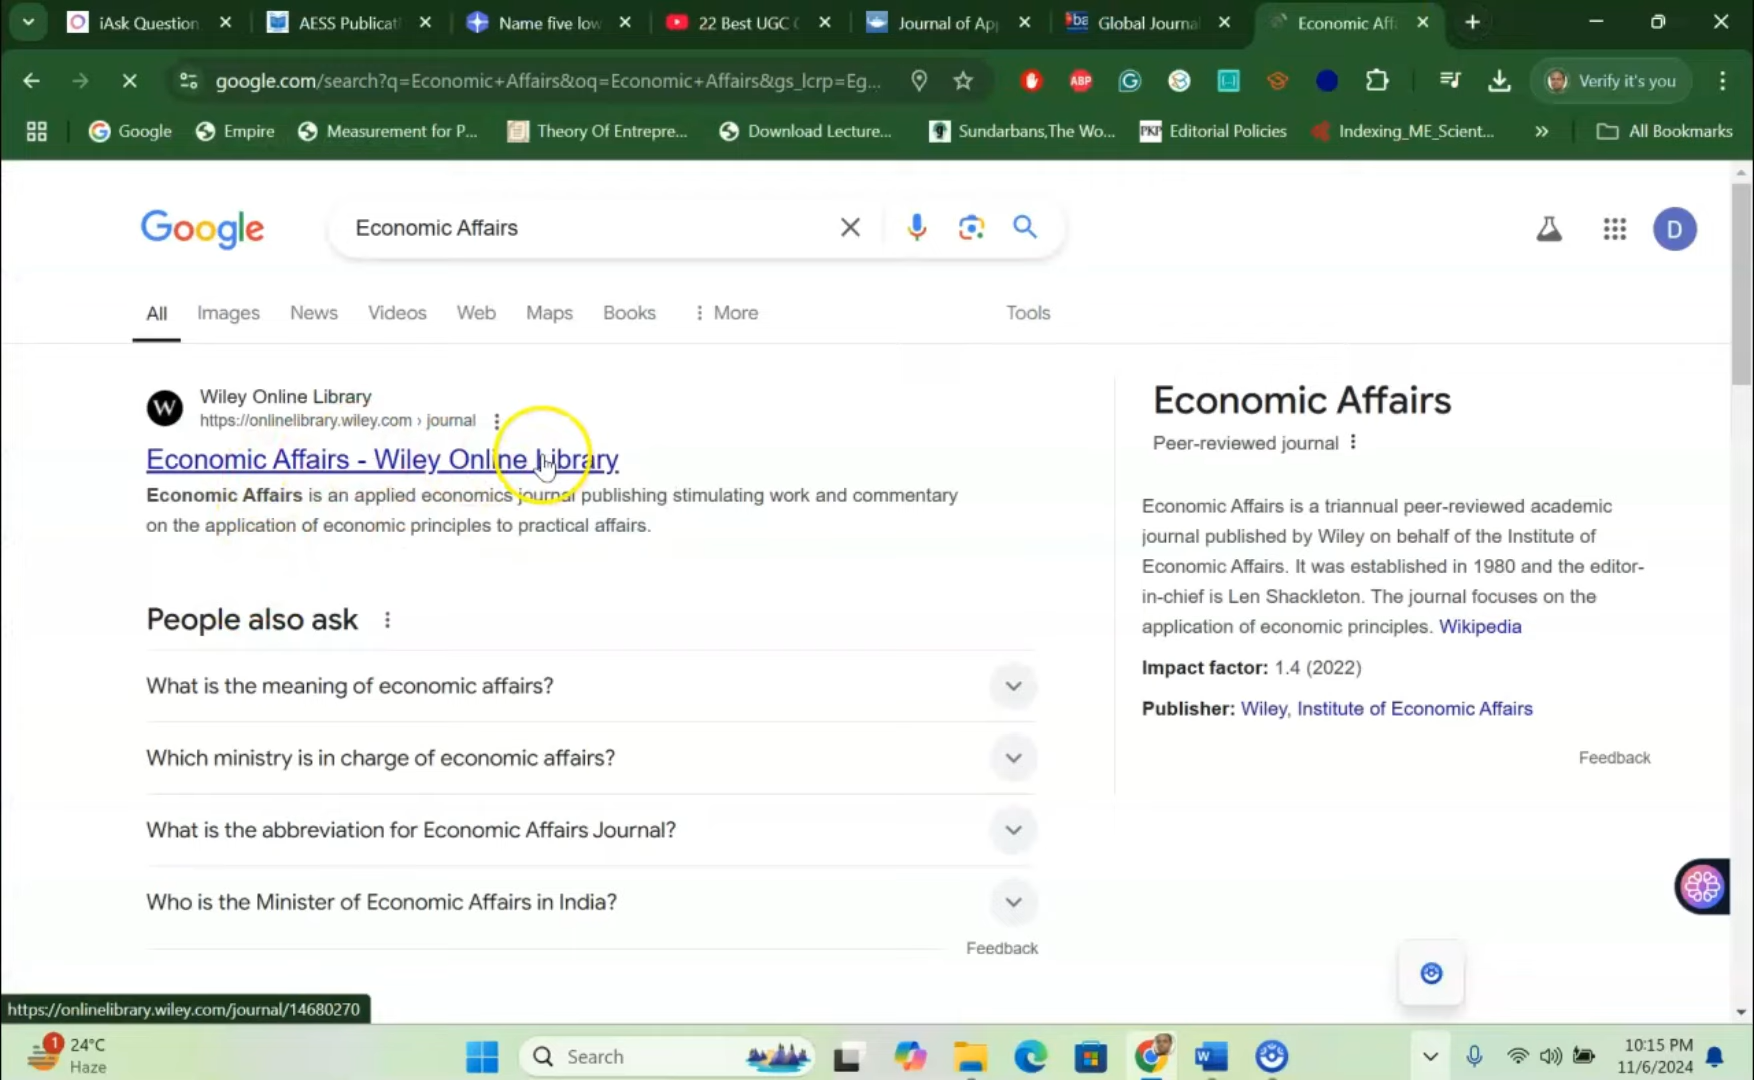 iAsk Question
AESS Publicati
Name five low
22 Best UGC C
Journal of Ap
ba Global Journal
Economic Aff
google.com/search?q=Economic+Affairs&oq=Economic+Affairs&gs_lcrp=Eg...
ABP
Verify it's you
Google
Empire
Measurement for P...
Theory Of Entrepre...
Download Lecture...
Sundarbans,The Wo...
PKP Editorial Policies
Indexing_ME_Scient...
» All Bookmarks
Google
Economic Affairs
D
All Images News Videos Web Maps Books More Tools
W
Wiley Online Library
https://onlinelibrary.wiley.com › journal
Economic Affairs - Wiley Online Library
Economic Affairs is an applied economics journal publishing stimulating work and commentary
on the application of economic principles to practical affairs.
People also ask
What is the meaning of economic affairs?
Which ministry is in charge of economic affairs?
What is the abbreviation for Economic Affairs Journal?
Who is the Minister of Economic Affairs in India?
Feedback
Economic Affairs
Peer-reviewed journal
Economic Affairs is a triannual peer-reviewed academic
journal published by Wiley on behalf of the Institute of
Economic Affairs. It was established in 1980 and the editor-
in-chief is Len Shackleton. The journal focuses on the
application of economic principles. Wikipedia
Impact factor: 1.4 (2022)
Publisher: Wiley, Institute of Economic Affairs
Feedback
https://onlinelibrary.wiley.com/journal/14680270
1
24°C
Haze
Search
W
10:15 PM
11/6/2024